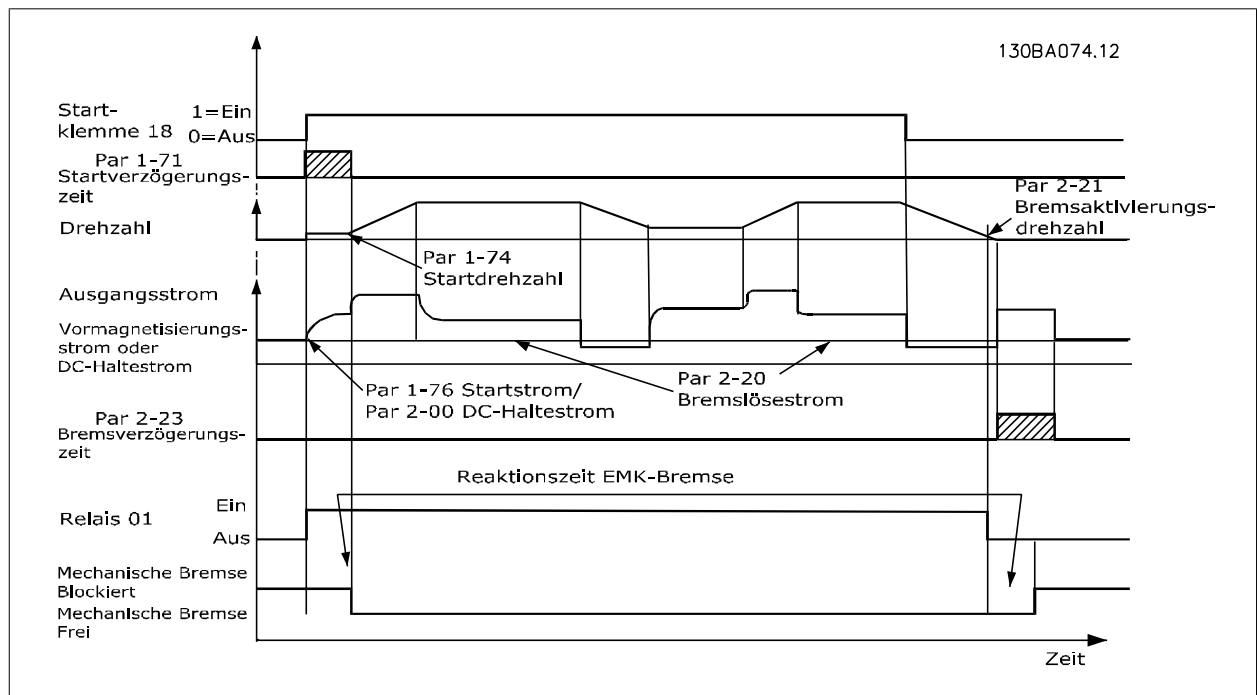 130BA074.12
Start-
klemme 18
1=Ein
0=Aus
Par 1-71
Startverzögerungs-
zeit
Par 2-21
Bremsaktivierungs-
drehzahl
Drehzahl
Par 1-74
Startdrehzahl
Ausgangsstrom
Vormagnetisierungs-
strom oder
DC-Haltestrom
Par 1-76 Startstrom/
Par 2-00 DC-Haltestrom
Par 2-20
Bremslösestrom
Par 2-23
Bremsverzögerungs-
zeit
Reaktionszeit EMK-Bremse
Relais 01
Ein
Aus
Mechanische Bremse
Blockiert
Mechanische Bremse
Frei
Zeit